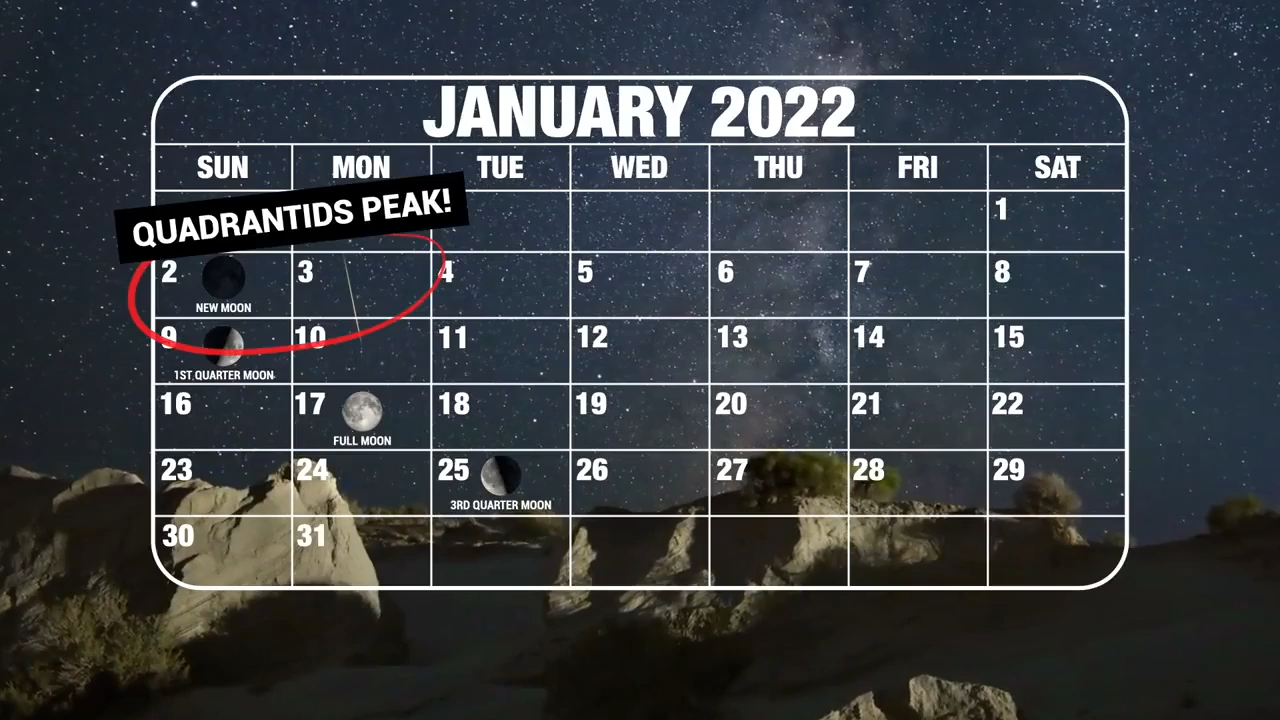 JANUARY 2022
SUN MON TUE WED THU FRI SAT
QUADRANTIDS PEAK!
1
2 3 4 5 6 7 8
NEW MOON
9 10 11 12 13 14 15
1ST QUARTER MOON
16 17 18 19 20 21 22
FULL MOON
23 24 25 26 27 28 29
3RD QUARTER MOON
30 31